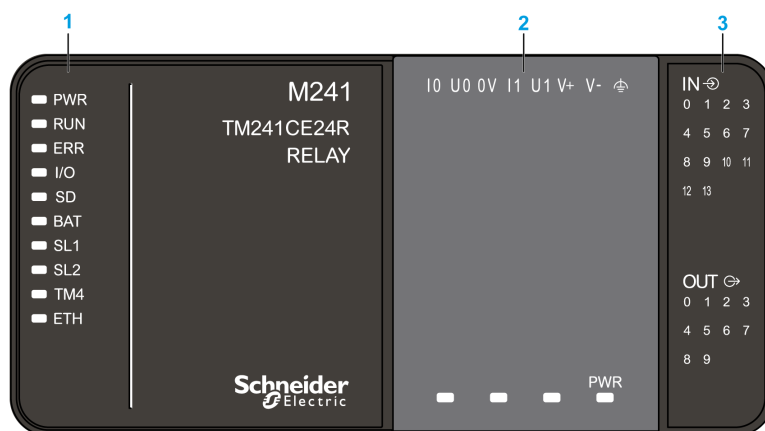 1
2
3
PWR
RUN
ERR
I/O
SD
BAT
SL1
SL2
TM4
ETH
M241
TM241CE24R
RELAY
Schneider
Electric
I0 U0 0V I1 U1 V+ V-
PWR
IN
0 1 2 3
4 5 6 7
8 9 10 11
12 13
OUT
0 1 2 3
4 5 6 7
8 9